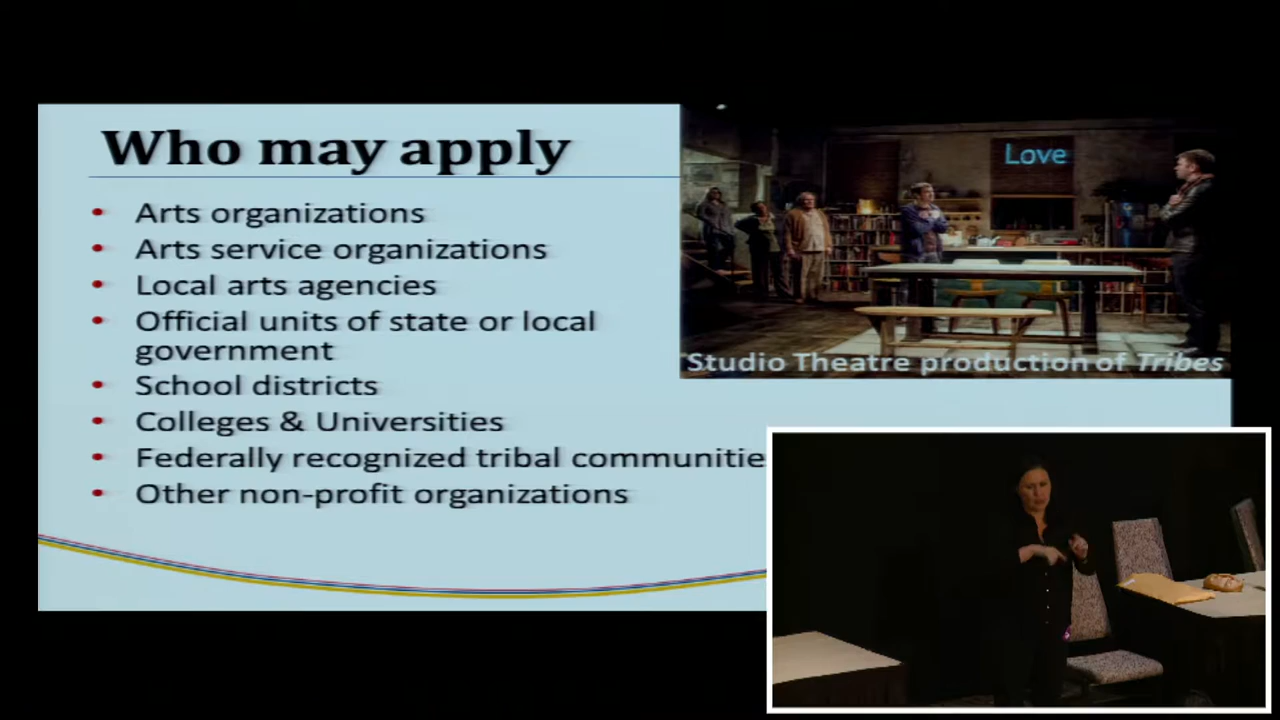 Who may apply
Arts organizations
Arts service organizations
Local arts agencies
Official units of state or local
government
School districts
Colleges & Universities
Federally recognized tribal communitie
Other non-profit organizations
Love
Studio Theatre production of Tribes